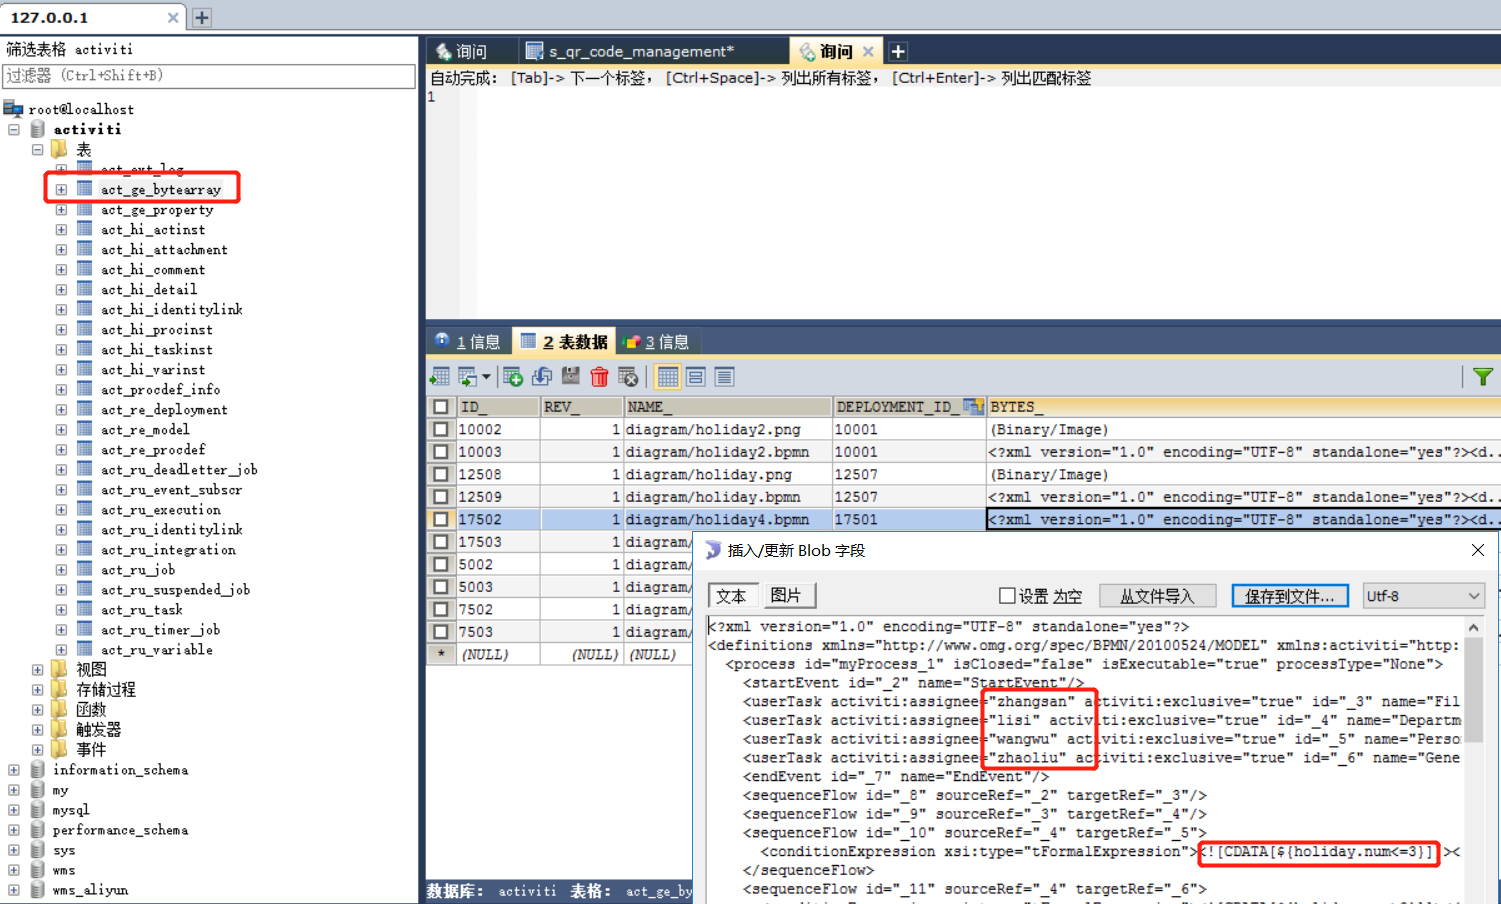 127.0.0.1
筛选表格 activiti
过滤器 (Ctrl+Shift+B)
root@localhost
activiti
表
act_evt_log
act_ge_bytearray
act_ge_property
act_hi_actinst
act_hi_attachment
act_hi_comment
act_hi_detail
act_hi_identitylink
act_hi_procinst
act_hi_taskinst
act_hi_varinst
act_procdef_info
act_re_deployment
act_re_model
act_re_procdef
act_ru_deadletter_job
act_ru_event_subscr
act_ru_execution
act_ru_identitylink
act_ru_integration
act_ru_job
act_ru_suspended_job
act_ru_task
act_ru_timer_job
act_ru_variable
视图
存储过程
函数
触发器
事件
information_schema
my
mysql
performance_schema
sys
wms
wms_aliyun
询问 s_qr_code_management* 询问
自动完成: [Tab]-> 下一个标签, [Ctrl+Space]-> 列出所有标签, [Ctrl+Enter]-> 列出匹配标签
1
1 信息 2 表数据 3 信息
ID_ REV_ NAME_ DEPLOYMENT_ID_ BYTES_
10002 1 diagram/holiday2.png 10001 (Binary/Image)
10003 1 diagram/holiday2.bpmn 10001 <?xml version="1.0" encoding="UTF-8" standalone="yes"?><d...
12508 1 diagram/holiday.png 12507 (Binary/Image)
12509 1 diagram/holiday.bpmn 12507 <?xml version="1.0" encoding="UTF-8" standalone="yes"?><d...
17502 1 diagram/holiday4.bpmn 17501 <?xml version="1.0" encoding="UTF-8" standalone="yes"?><d...
17503 1 diagram/
5002 1 diagram/
5003 1 diagram/
7502 1 diagram/
7503 1 diagram/
* (NULL) (NULL) (NULL)
插入/更新 Blob 字段
文本 图片 设置 为空 从文件导入 保存到文件... Utf-8
<?xml version="1.0" encoding="UTF-8" standalone="yes"?>
<definitions xmlns="http://www.omg.org/spec/BPMN/20100524/MODEL" xmlns:activiti="http:
<process id="myProcess_1" isClosed="false" isExecutable="true" processType="None">
<startEvent id="_2" name="StartEvent"/>
<userTask activiti:assignee="zhangsan" activiti:exclusive="true" id="_3" name="Fil
<userTask activiti:assignee="lisi" activiti:exclusive="true" id="_4" name="Departm
<userTask activiti:assignee="wangwu" activiti:exclusive="true" id="_5" name="Perso
<userTask activiti:assignee="zhaoliu" activiti:exclusive="true" id="_6" name="Gene
<endEvent id="_7" name="EndEvent"/>
<sequenceFlow id="_8" sourceRef="_2" targetRef="_3"/>
<sequenceFlow id="_9" sourceRef="_3" targetRef="_4"/>
<sequenceFlow id="_10" sourceRef="_4" targetRef="_5">
<conditionExpression xsi:type="tFormalExpression"><![CDATA[${holiday.num<=3}]]><
</sequenceFlow>
<sequenceFlow id="_11" sourceRef="_4" targetRef="_6">
数据库: activiti 表格: act_ge_by